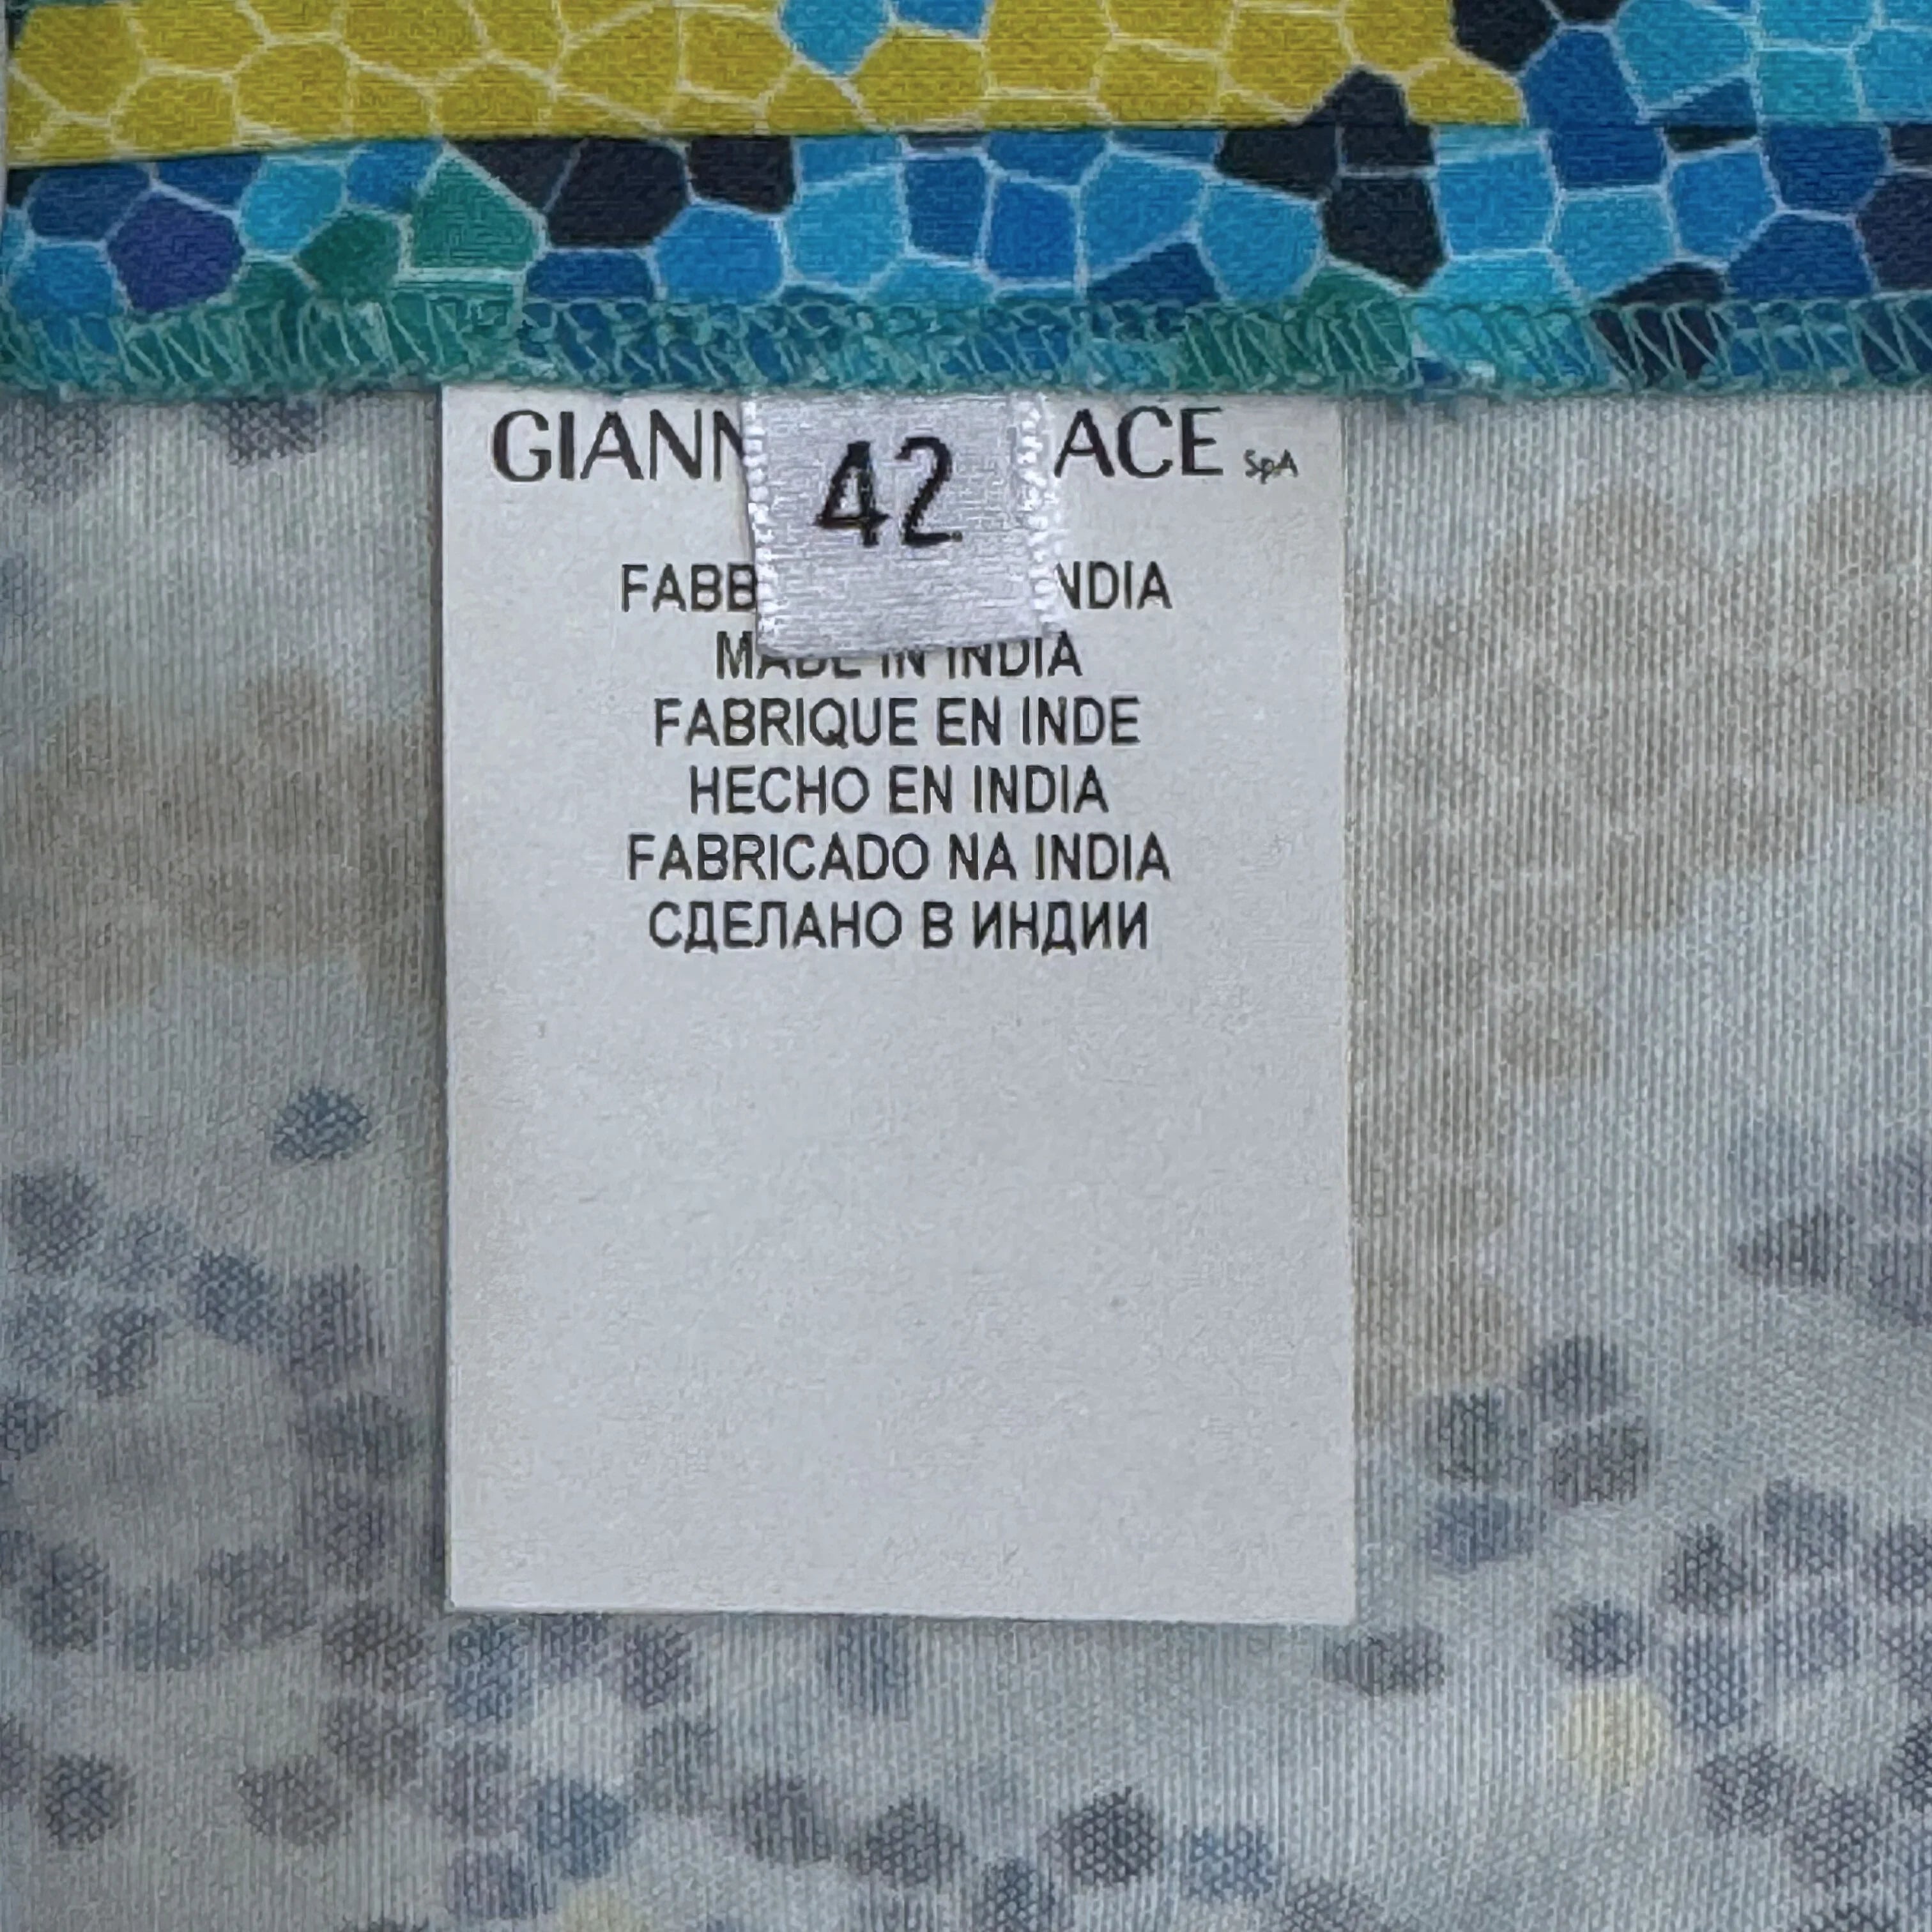 GIANN ACE SpA
42
FABB NDIA
MADE IN INDIA
FABRIQUE EN INDE
HECHO EN INDIA
FABRICADO NA INDIA
СДЕЛАНО В ИНДИИ